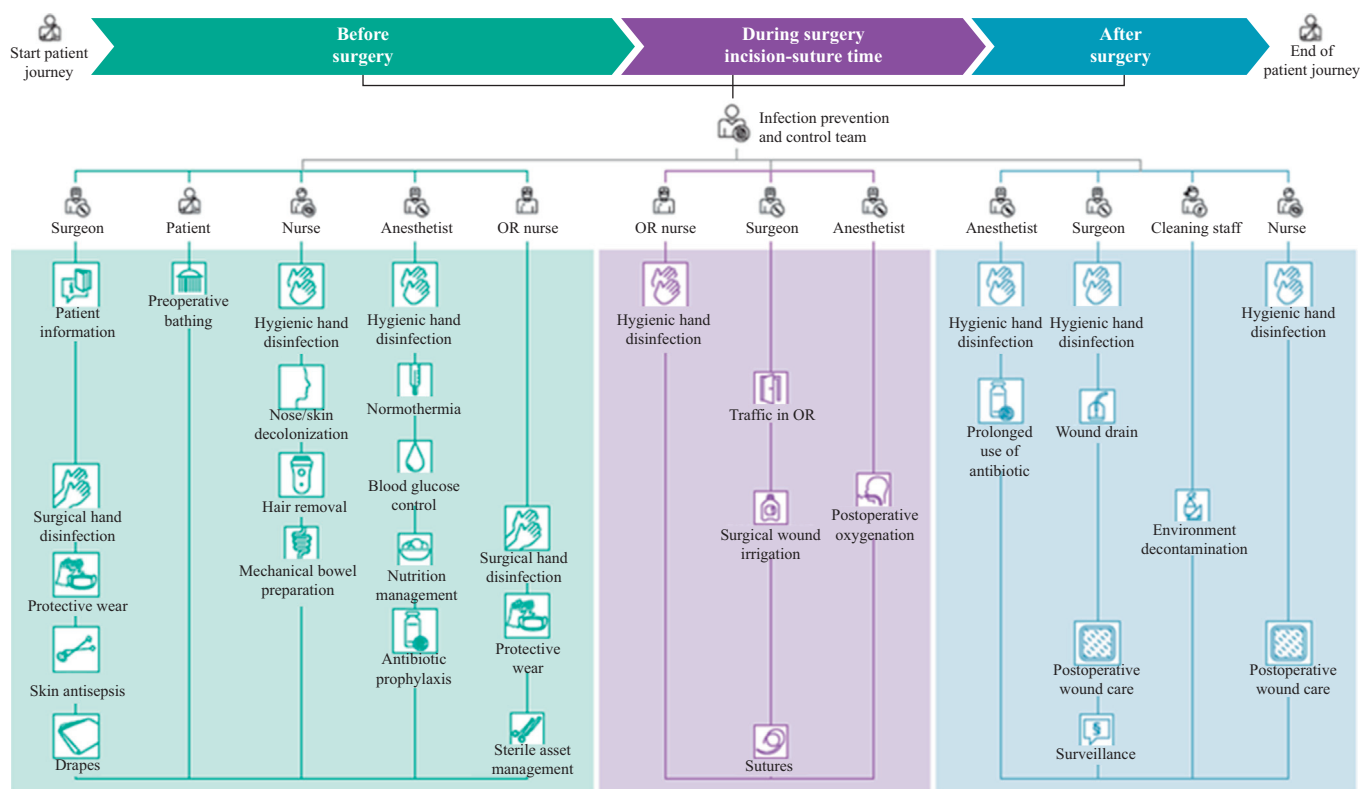 Start patient
journey
Before
surgery
During surgery
incision-suture time
After
surgery
End of
patient journey
Infection prevention
and control team
Surgeon
Patient
Nurse
Anesthetist
OR nurse
OR nurse
Surgeon
Anesthetist
Anesthetist
Surgeon
Cleaning staff
Nurse
Patient
information
Surgical hand
disinfection
Protective wear
Skin antisepsis
Drapes
Preoperative
bathing
Hygienic hand
disinfection
Nose/skin
decolonization
Hair removal
Mechanical bowel
preparation
Hygienic hand
disinfection
Normothermia
Blood glucose
control
Nutrition
management
Antibiotic
prophylaxis
Surgical hand
disinfection
Protective
wear
Sterile asset
management
Hygienic hand
disinfection
Traffic in OR
Surgical wound
irrigation
Sutures
Postoperative
oxygenation
Hygienic hand
disinfection
Prolonged
use of
antibiotic
Hygienic hand
disinfection
Wound drain
Postoperative
wound care
§
Surveillance
Environment
decontamination
Hygienic hand
disinfection
Postoperative
wound care